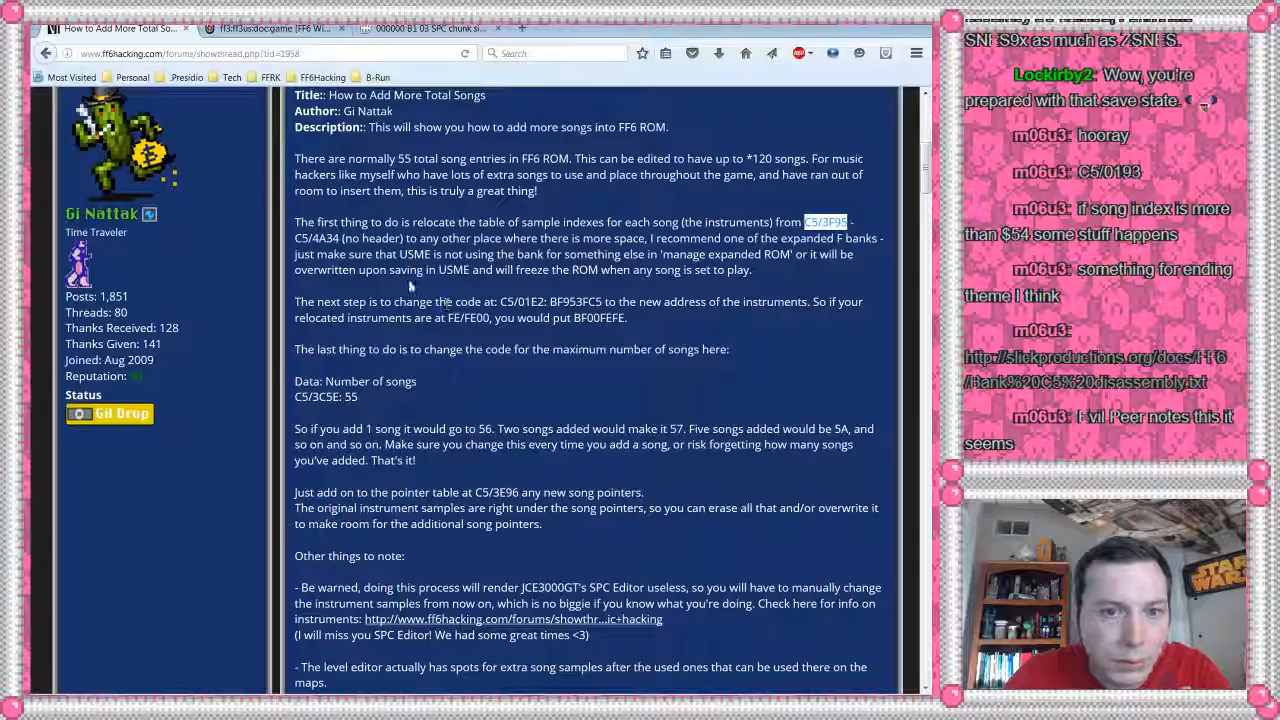 How to Add More Total So...
ff3:ff3us:doc:game [FF6 Wi...
000000 B1 03 SPC chunk si...
www.ff6hacking.com/forums/showthread.php?tid=1958
Search
Most Visited
Personal
.Presidio
Tech
FFRK
FF6Hacking
B-Run
Gi Nattak
Time Traveler
Posts: 1,851
Threads: 80
Thanks Received: 128
Thanks Given: 141
Joined: Aug 2009
Reputation:
Status
Gil Drop
Title:: How to Add More Total Songs
Author:: Gi Nattak
Description:: This will show you how to add more songs into FF6 ROM.
There are normally 55 total song entries in FF6 ROM. This can be edited to have up to *120 songs. For music
hackers like myself who have lots of extra songs to use and place throughout the game, and have ran out of
room to insert them, this is truly a great thing!
The first thing to do is relocate the table of sample indexes for each song (the instruments) from C5/3F95 -
C5/4A34 (no header) to any other place where there is more space, I recommend one of the expanded F banks -
just make sure that USME is not using the bank for something else in 'manage expanded ROM' or it will be
overwritten upon saving in USME and will freeze the ROM when any song is set to play.
The next step is to change the code at: C5/01E2: BF953FC5 to the new address of the instruments. So if your
relocated instruments are at FE/FE00, you would put BF00FEFE.
The last thing to do is to change the code for the maximum number of songs here:
Data: Number of songs
C5/3C5E: 55
So if you add 1 song it would go to 56. Two songs added would make it 57. Five songs added would be 5A, and
so on and so on. Make sure you change this every time you add a song, or risk forgetting how many songs
you've added. That's it!
Just add on to the pointer table at C5/3E96 any new song pointers.
The original instrument samples are right under the song pointers, so you can erase all that and/or overwrite it
to make room for the additional song pointers.
Other things to note:
- Be warned, doing this process will render JCE3000GT's SPC Editor useless, so you will have to manually change
the instrument samples from now on, which is no biggie if you know what you're doing. Check here for info on
instruments: http://www.ff6hacking.com/forums/showthr...ic+hacking
(I will miss you SPC Editor! We had some great times <3)
- The level editor actually has spots for extra song samples after the used ones that can be used there on the
maps.
SNES9x as much as ZSNES.
Lockirby2: Wow, you're
prepared with that save state.
m06u3: hooray
m06u3: C5/0193
m06u3: if song index is more
than $54 some stuff happens
m06u3: something for ending
theme I think
m06u3:
http://slickproductions.org/docs/FF6
/Bank%20C5%20disassembly.txt
m06u3: Evil Peer notes this it
seems
STAR
WARS